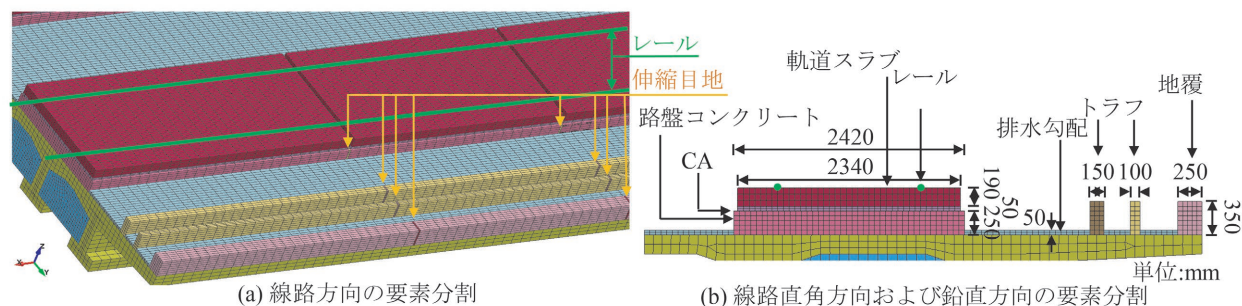 レール
伸縮目地
Z
X
Y
(a) 線路方向の要素分割
軌道スラブ
レール
路盤コンクリート
CA
2420
2340
190
50
250
50
排水勾配
トラフ
地覆
150
100
250
350
単位:mm
(b) 線路直角方向および鉛直方向の要素分割